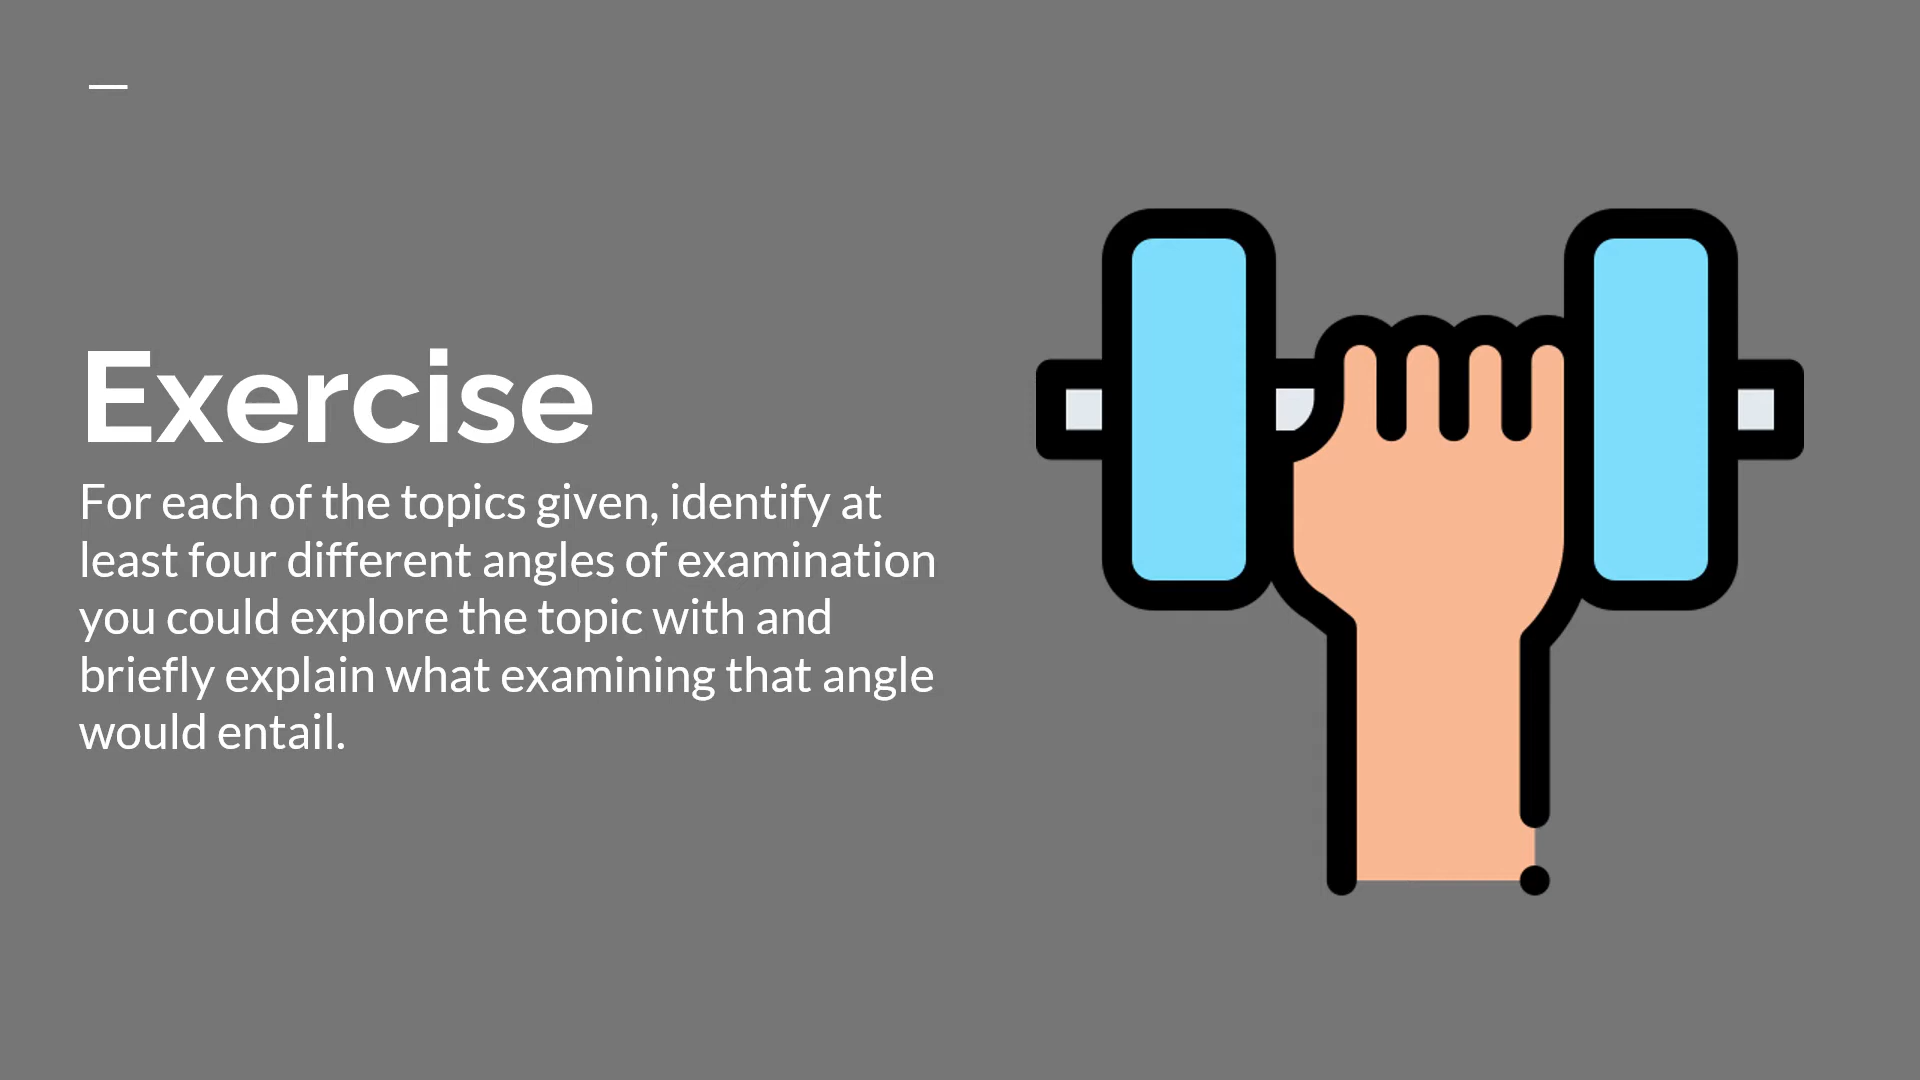 Exercise
For each of the topics given, identify at
least four different angles of examination
you could explore the topic with and
briefly explain what examining that angle
would entail.